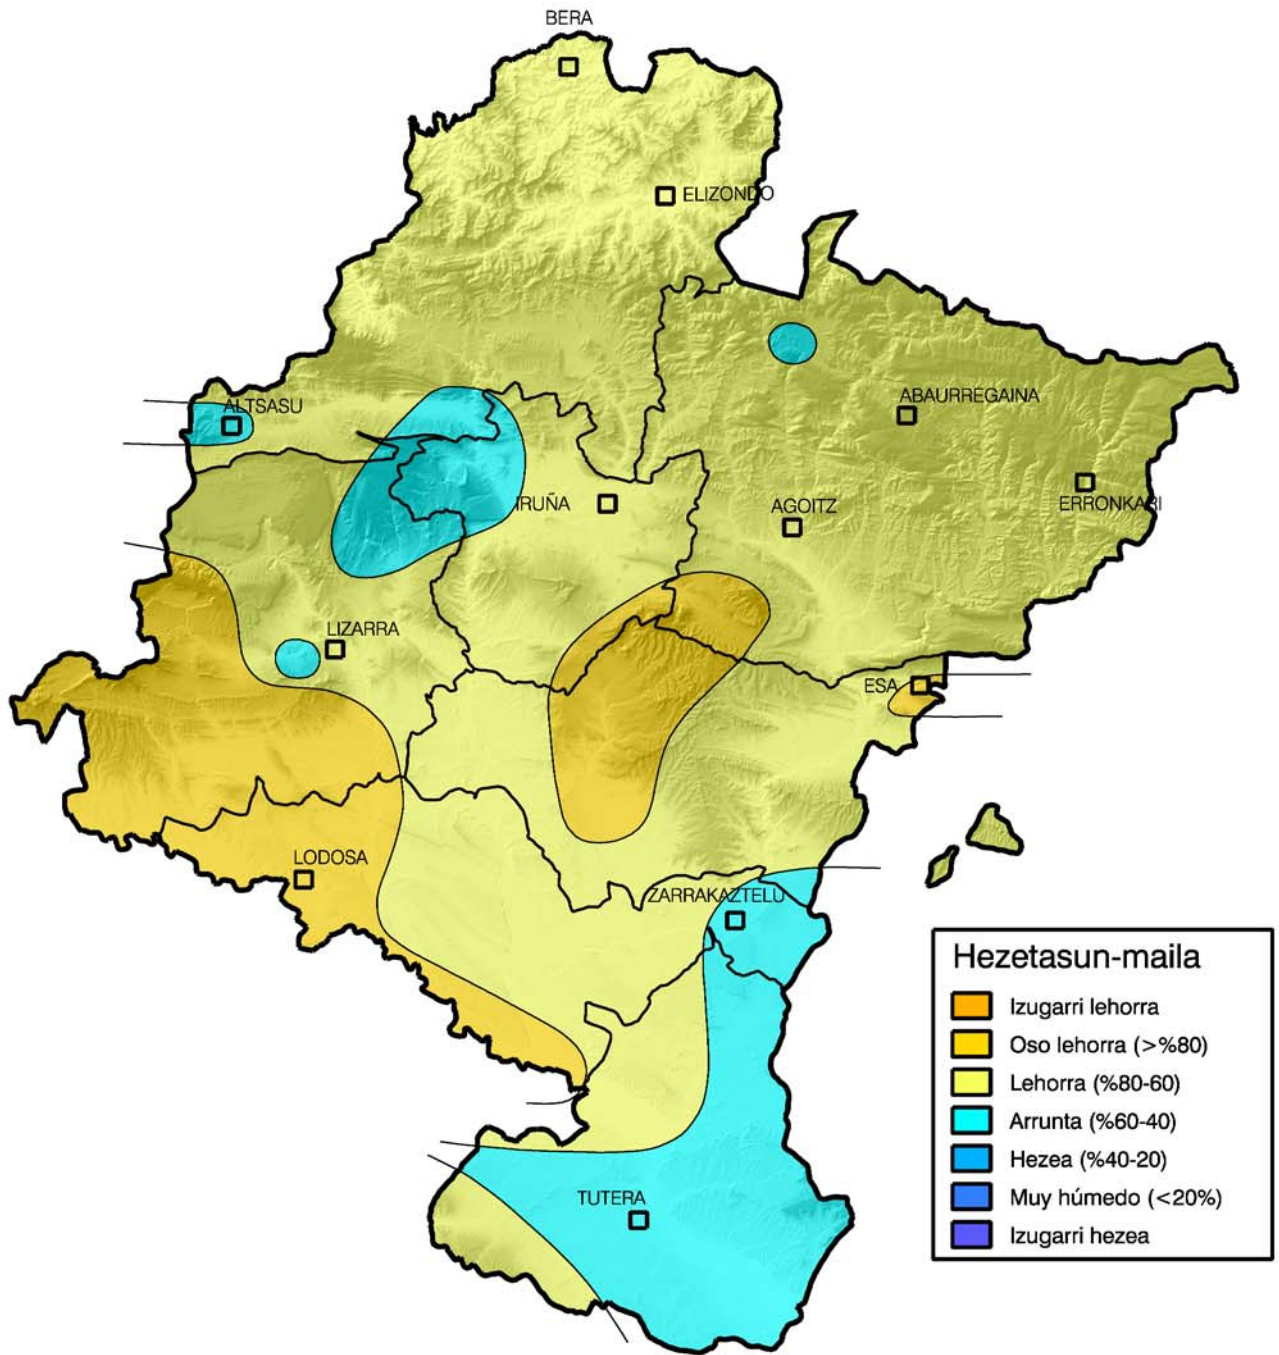 BERA
ELIZONDO
ALTSASU
ABAURREGAINA
IRUÑA
AGOITZ
ERRONKARI
LIZARRA
ESA
LODOSA
ZARRAKAZTELU
TUTERA
Hezetasun-maila
Izugarri lehorra
Oso lehorra (>%80)
Lehorra (%80-60)
Arrunta (%60-40)
Hezea (%40-20)
Muy húmedo (<20%)
Izugarri hezea